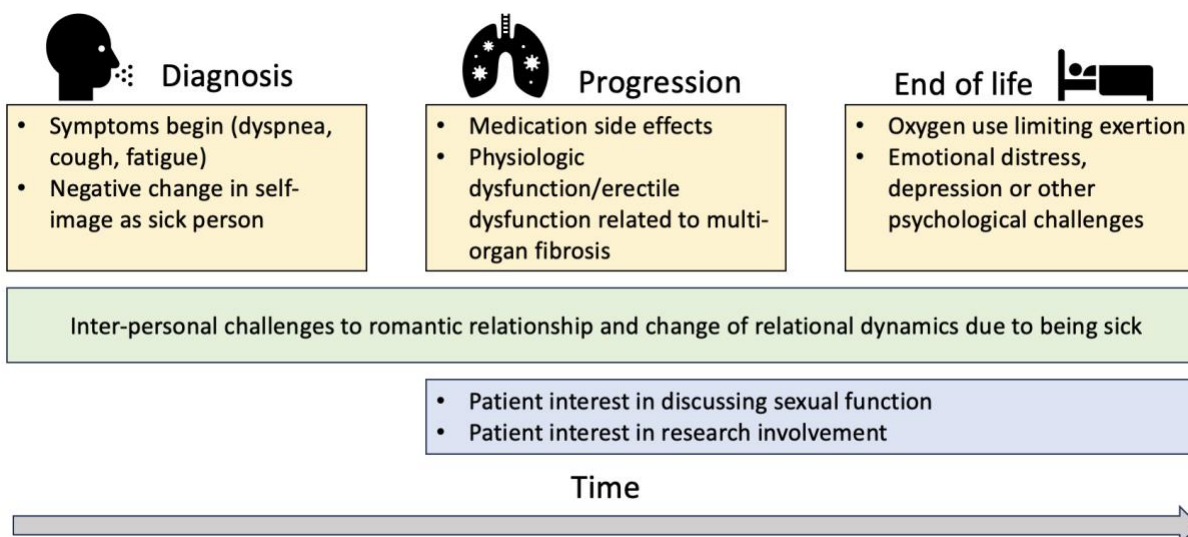 Diagnosis
• Symptoms begin (dyspnea,
cough, fatigue)
• Negative change in self-
image as sick person
Progression
• Medication side effects
• Physiologic
dysfunction/erectile
dysfunction related to multi-
organ fibrosis
End of life
• Oxygen use limiting exertion
• Emotional distress,
depression or other
psychological challenges
Inter-personal challenges to romantic relationship and change of relational dynamics due to being sick
• Patient interest in discussing sexual function
• Patient interest in research involvement
Time